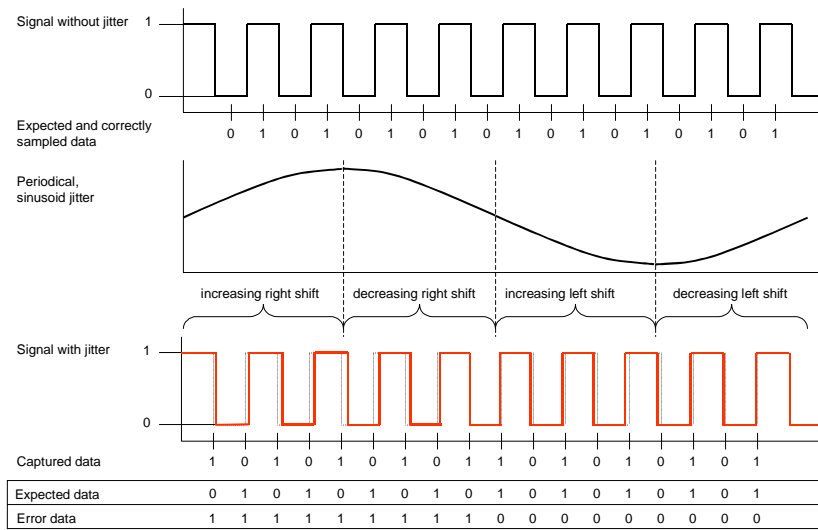 Signal without jitter 1
0
Expected and correctly
sampled data
0 1 0 1 0 1 0 1 0 1 0 1 0 1 0 1 0 1
Periodical,
sinusoid jitter
increasing right shift decreasing right shift increasing left shift decreasing left shift
Signal with jitter 1
0
Captured data 1 0 1 0 1 0 1 0 1 1 0 1 0 1 0 1 0 1
Expected data 0 1 0 1 0 1 0 1 0 1 0 1 0 1 0 1 0 1
Error data 1 1 1 1 1 1 1 1 1 0 0 0 0 0 0 0 0 0